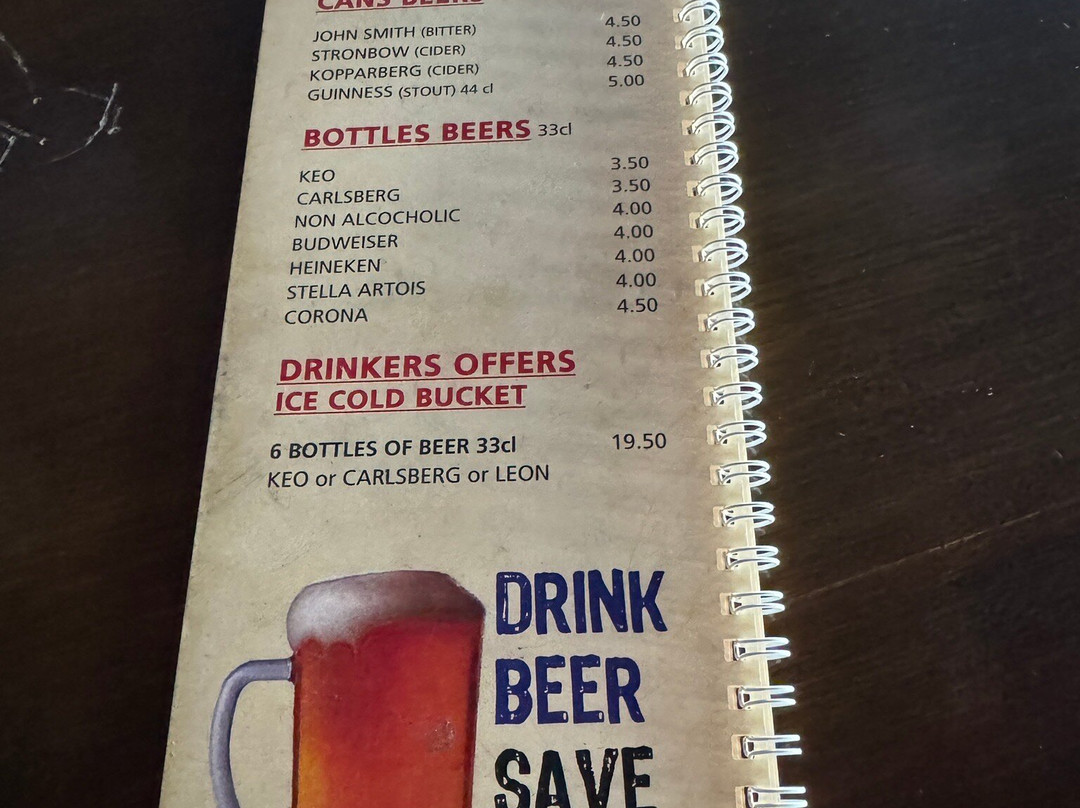 CANS BEERS
JOHN SMITH (BITTER) 4.50
STRONBOW (CIDER) 4.50
KOPPARBERG (CIDER) 4.50
GUINNESS (STOUT) 44 cl 5.00
BOTTLES BEERS 33cl
KEO 3.50
CARLSBERG 3.50
NON ALCOCHOLIC 4.00
BUDWEISER 4.00
HEINEKEN 4.00
STELLA ARTOIS 4.00
CORONA 4.50
DRINKERS OFFERS
ICE COLD BUCKET
6 BOTTLES OF BEER 33cl 19.50
KEO or CARLSBERG or LEON
DRINK
BEER
SAVE